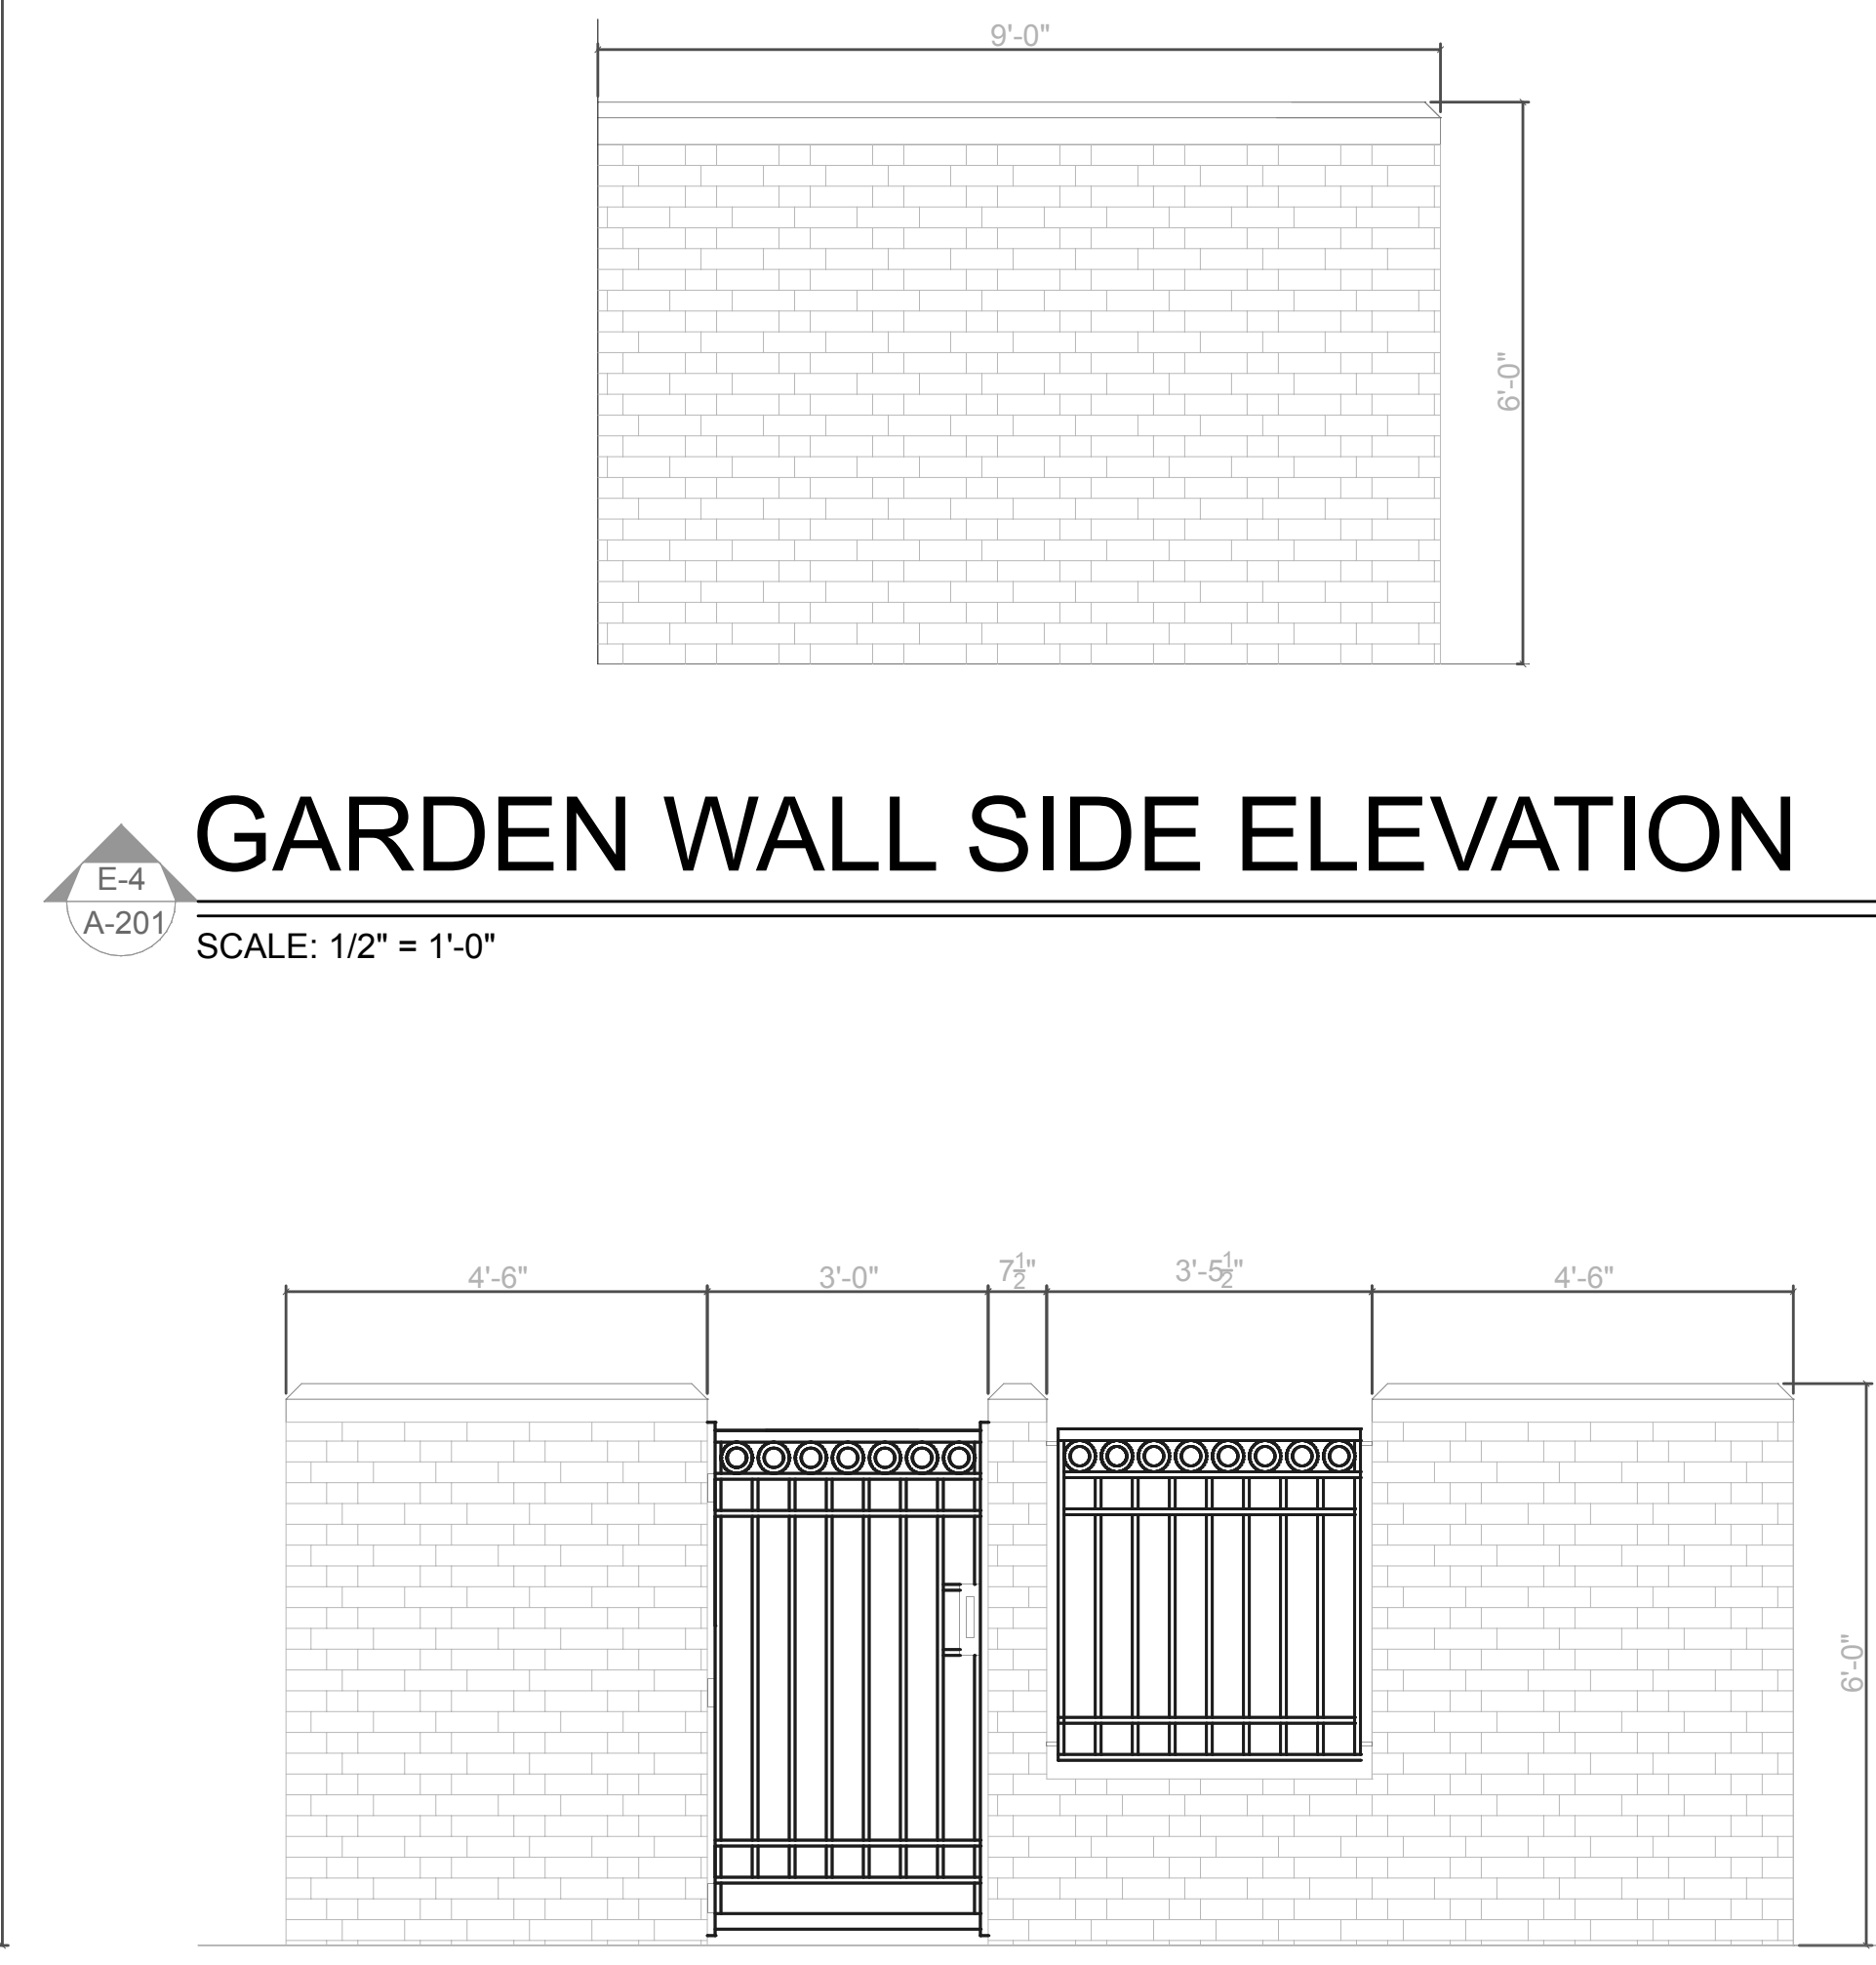 9'-0"
6'-0"
GARDEN WALL SIDE ELEVATION
E-4
A-201
SCALE: 1/2" = 1'-0"
4'-6" 3'-0" 7½" 3'-5½" 4'-6"
6'-0"